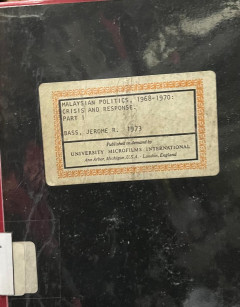 MALAYSIAN POLITICS, 1968-1970:
CRISIS AND RESPONSE.
PART I
BASS, JEROME R. 1973
Published on demand by
UNIVERSITY MICROFILMS INTERNATIONAL
Ann Arbor, Michigan U.S.A. - London, England